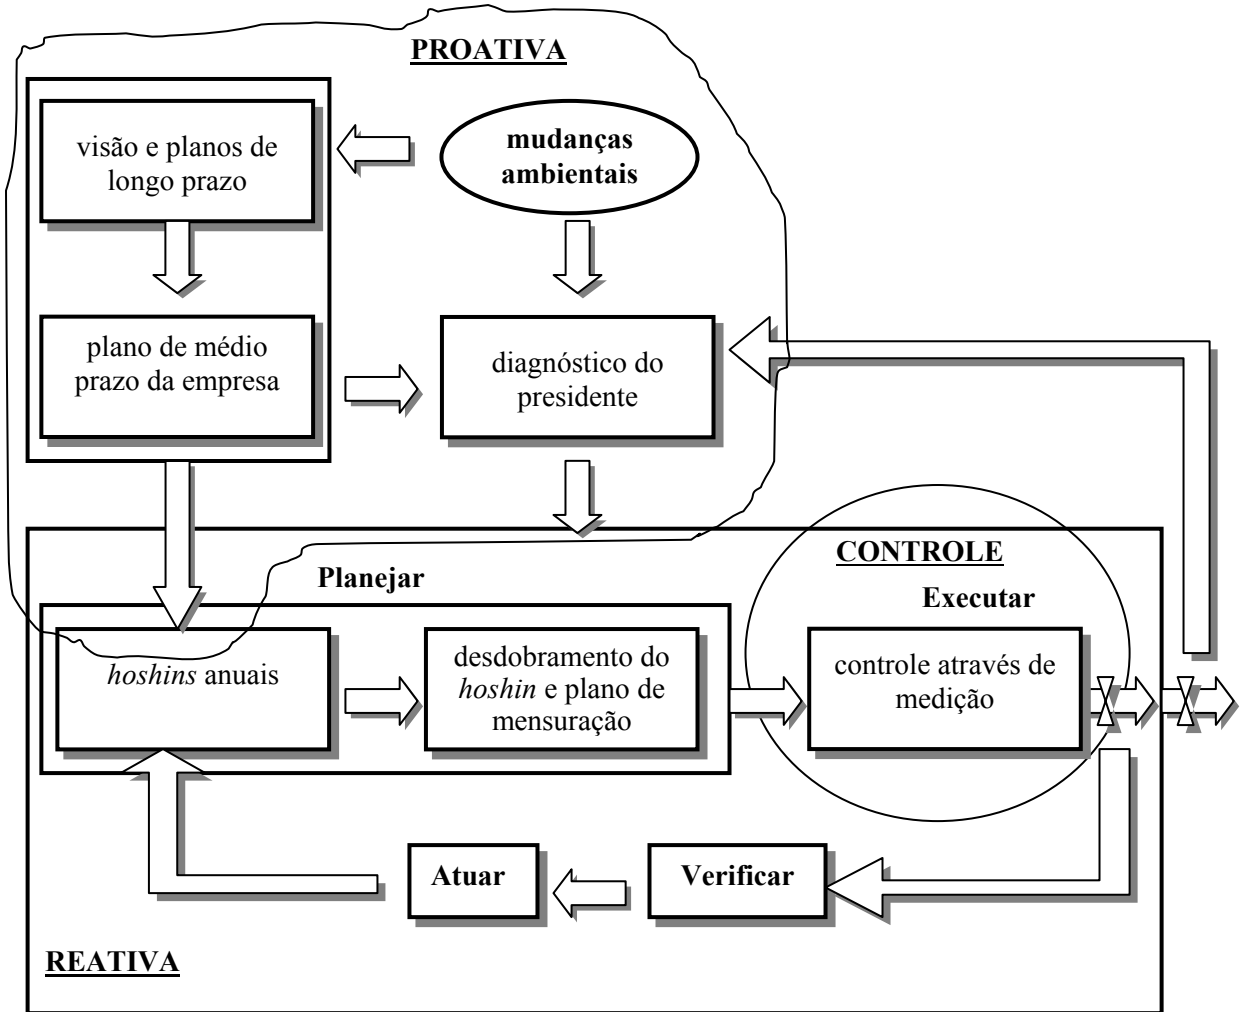 PROATIVA
visão e planos de
longo prazo
mudanças
ambientais
plano de médio
prazo da empresa
diagnóstico do
presidente
CONTROLE
Planejar
Executar
hoshins anuais
desdobramento do
hoshin e plano de
mensuração
controle através de
medição
Atuar
Verificar
REATIVA